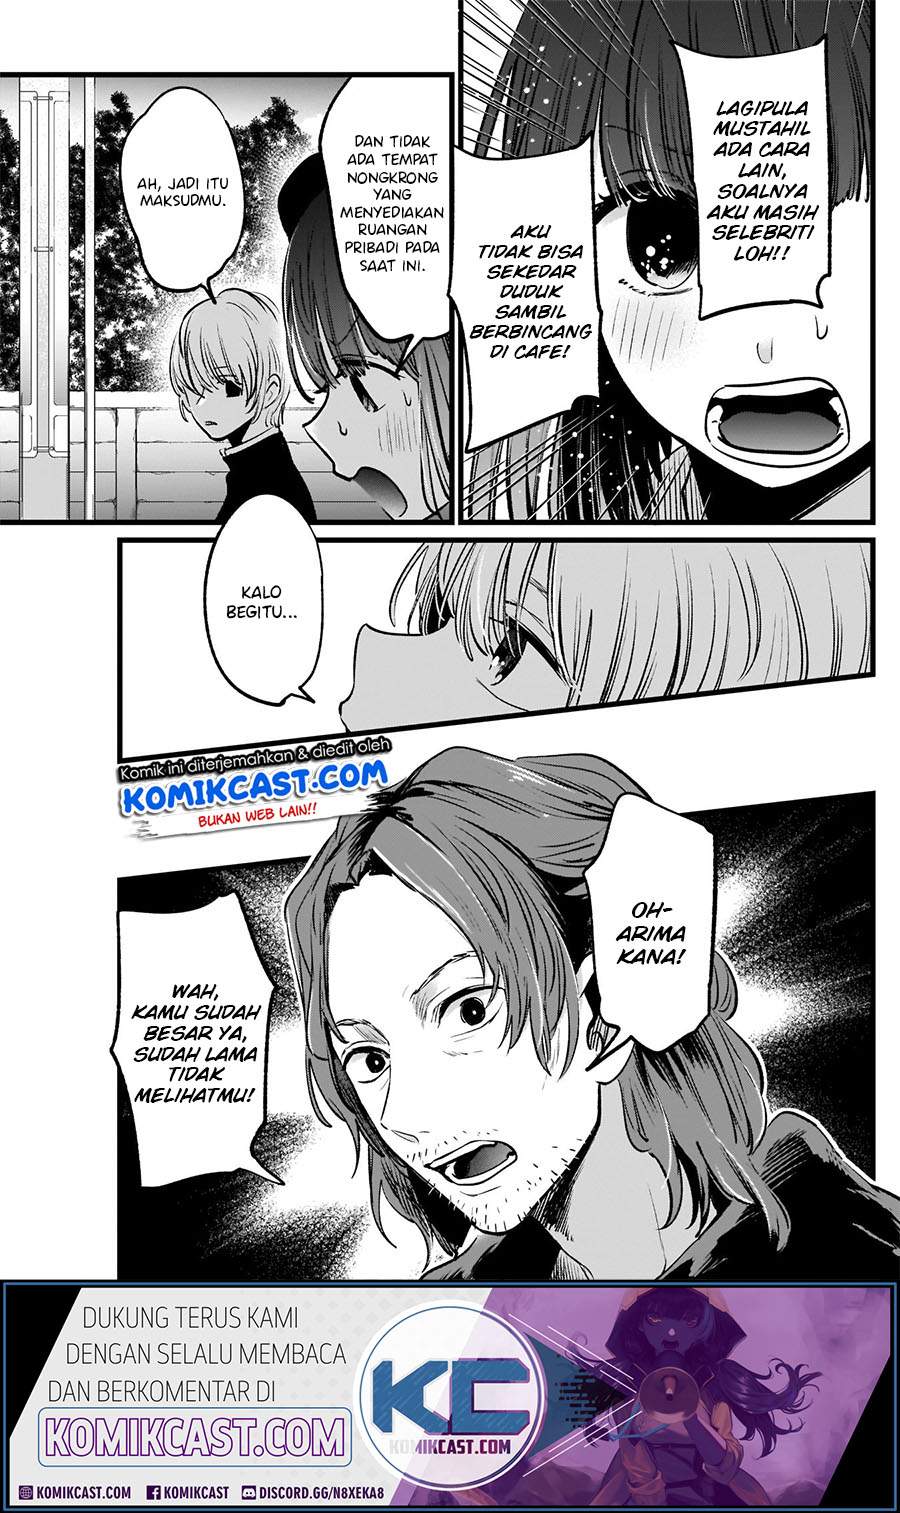 LAGIPULA
MUSTAHIL
ADA CARA
LAIN,
SOALNYA
AKU MASIH
SELEBRITI
LOH!!
AKU
TIDAK BISA
SEKEDAR
DUDUK
SAMBIL
BERBINCANG
DI CAFE!
DAN TIDAK
ADA TEMPAT
NONGKRONG
YANG
MENYEDIAKAN
RUANGAN
PRIBADI PADA
SAAT INI.
AH, JADI ITU
MAKSUDMU.
KALO
BEGITU...
Komik ini diterjemahkan & diedit oleh
KOMIKCAST.COM
BUKAN WEB LAIN!!
OH-
ARIMA
KANA!
WAH,
KAMU SUDAH
BESAR YA,
SUDAH LAMA
TIDAK
MELIHATMU!
DUKUNG TERUS KAMI
DENGAN SELALU MEMBACA
DAN BERKOMENTAR DI
KOMIKCAST.COM
KC
KOMIKCAST.COM
KOMIKCAST.COM KOMIKCAST DISCORD.GG/N8XEKA8